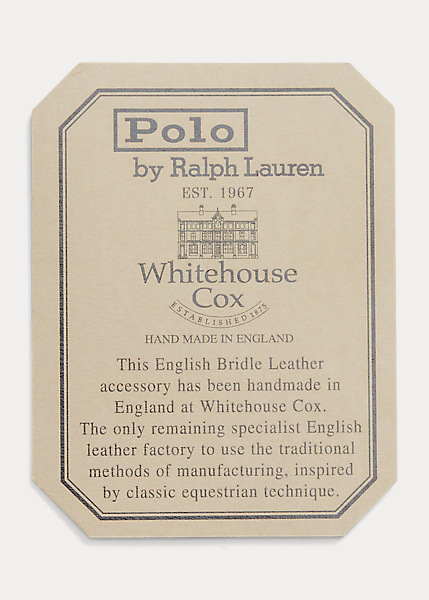 Polo
by Ralph Lauren
EST. 1967
Whitehouse
Cox
ESTABLISHED 1875
HAND MADE IN ENGLAND
This English Bridle Leather
accessory has been handmade in
England at Whitehouse Cox.
The only remaining specialist English
leather factory to use the traditional
methods of manufacturing, inspired
by classic equestrian technique.